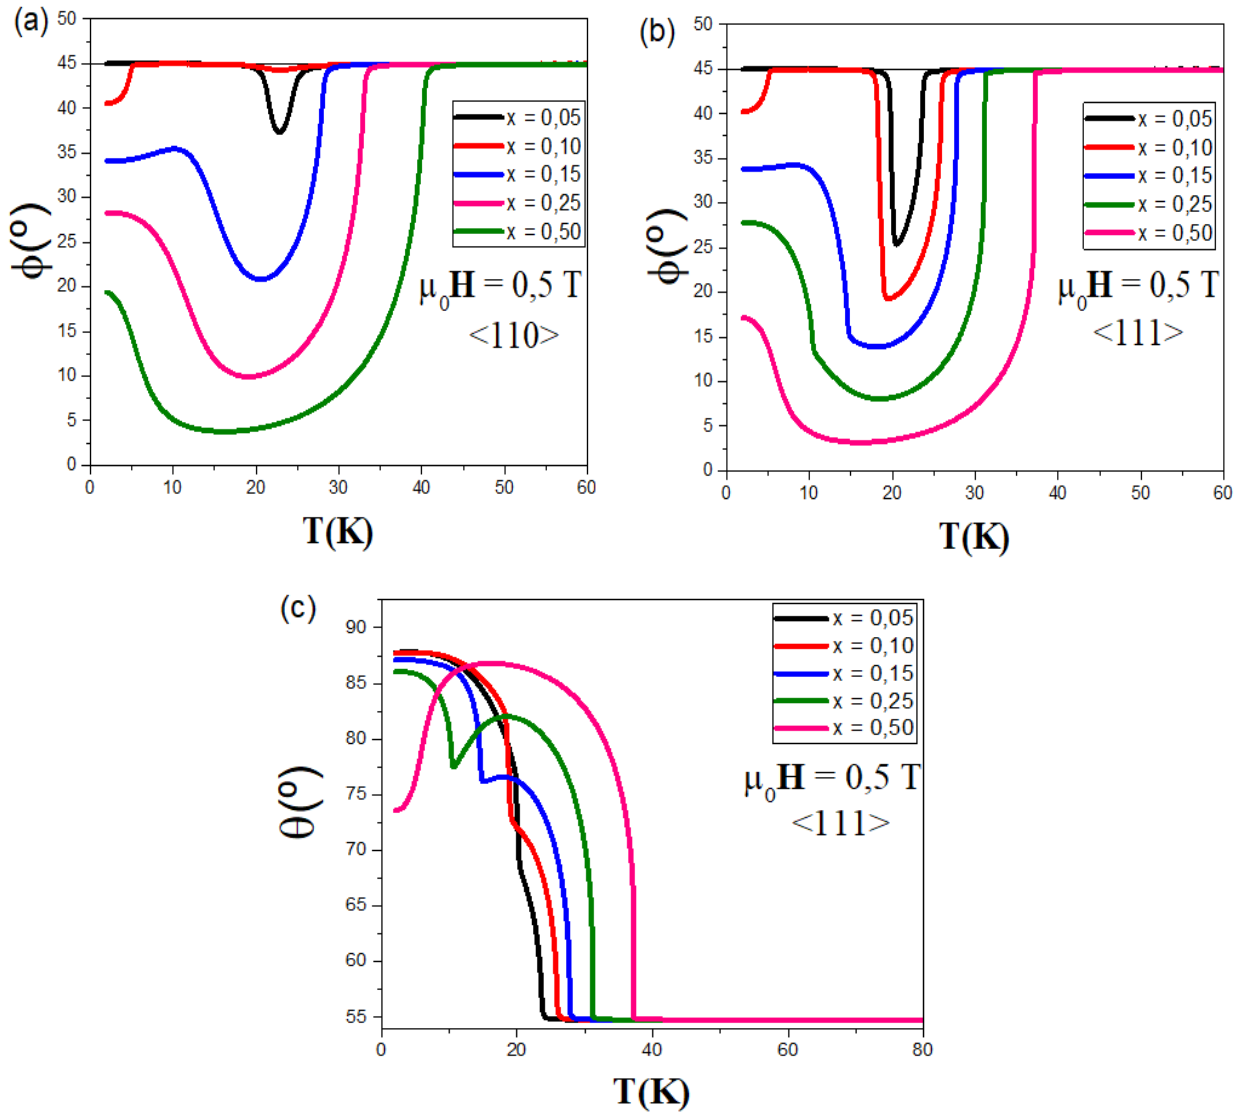 (a)
50
45
40
35
30
25
20
15
10
5
0
0 10 20 30 40 50 60
ϕ(º)
T(K)
x = 0,05
x = 0,10
x = 0,15
x = 0,25
x = 0,50
μ₀H = 0,5 T
<110>
(b)
50
45
40
35
30
25
20
15
10
5
0
0 10 20 30 40 50 60
ϕ(º)
T(K)
x = 0,05
x = 0,10
x = 0,15
x = 0,25
x = 0,50
μ₀H = 0,5 T
<111>
(c)
90
85
80
75
70
65
60
55
0 20 40 60 80
θ(º)
T(K)
x = 0,05
x = 0,10
x = 0,15
x = 0,25
x = 0,50
μ₀H = 0,5 T
<111>